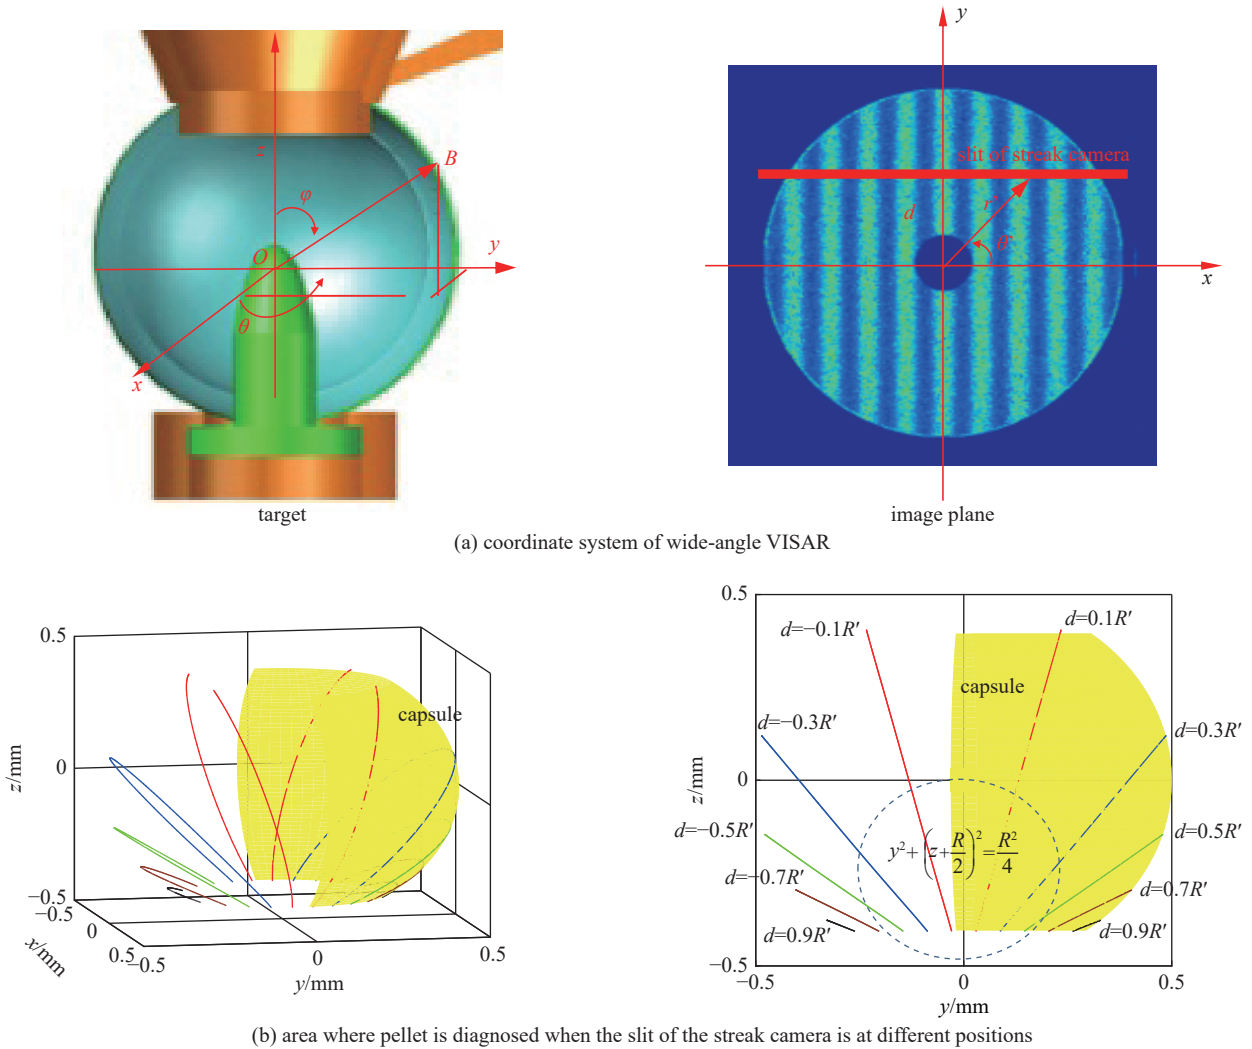 y
slit of streak camera
z
B
φ
d
r′
θ′
O
y
x
θ
x
target
image plane
(a) coordinate system of wide-angle VISAR
0.5
0.5
d=−0.1R′
d=0.1R′
capsule
capsule
d=−0.3R′
d=0.3R′
z/mm
0
z/mm
0
d=−0.5R′
d=0.5R′
y²+(z+R/2)²=R²/4
d=−0.7R′
d=0.7R′
−0.5
−0.5
0
x/mm
0.5
−0.5
0
0.5
y/mm
d=0.9R′
d=0.9R′
−0.5
−0.5
0
0.5
y/mm
(b) area where pellet is diagnosed when the slit of the streak camera is at different positions